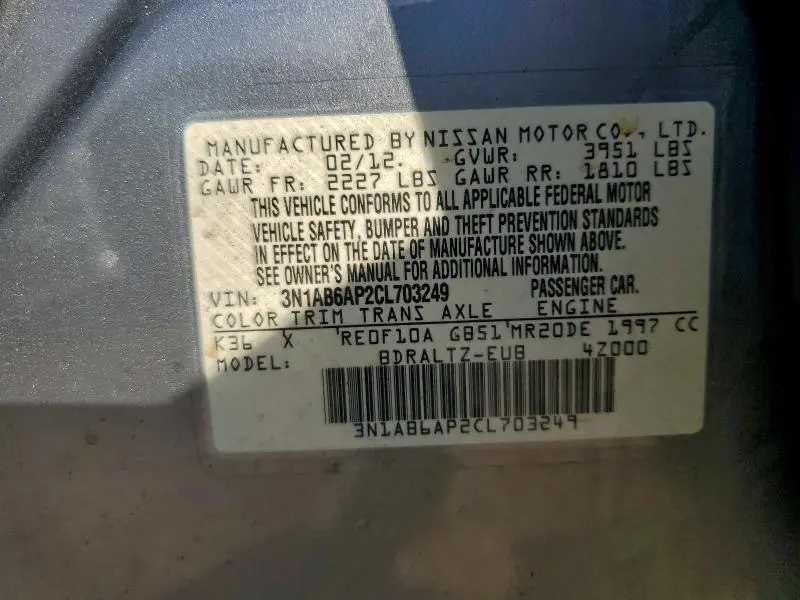 MANUFACTURED BY NISSAN MOTOR CO., LTD.
DATE: 02/12. GVWR: 3951 LBS
GAWR FR: 2227 LBS GAWR RR: 1810 LBS
THIS VEHICLE CONFORMS TO ALL APPLICABLE FEDERAL MOTOR
VEHICLE SAFETY, BUMPER AND THEFT PREVENTION STANDARDS
IN EFFECT ON THE DATE OF MANUFACTURE SHOWN ABOVE.
SEE OWNER'S MANUAL FOR ADDITIONAL INFORMATION.
VIN: 3N1AB6AP2CL703249 PASSENGER CAR.
COLOR TRIM TRANS AXLE ENGINE
K36 X 'RE0F10A GB51'MR20DE 1997 CC
MODEL: BDRALTZ-EUB 4Z000
3N1AB6AP2CL703249